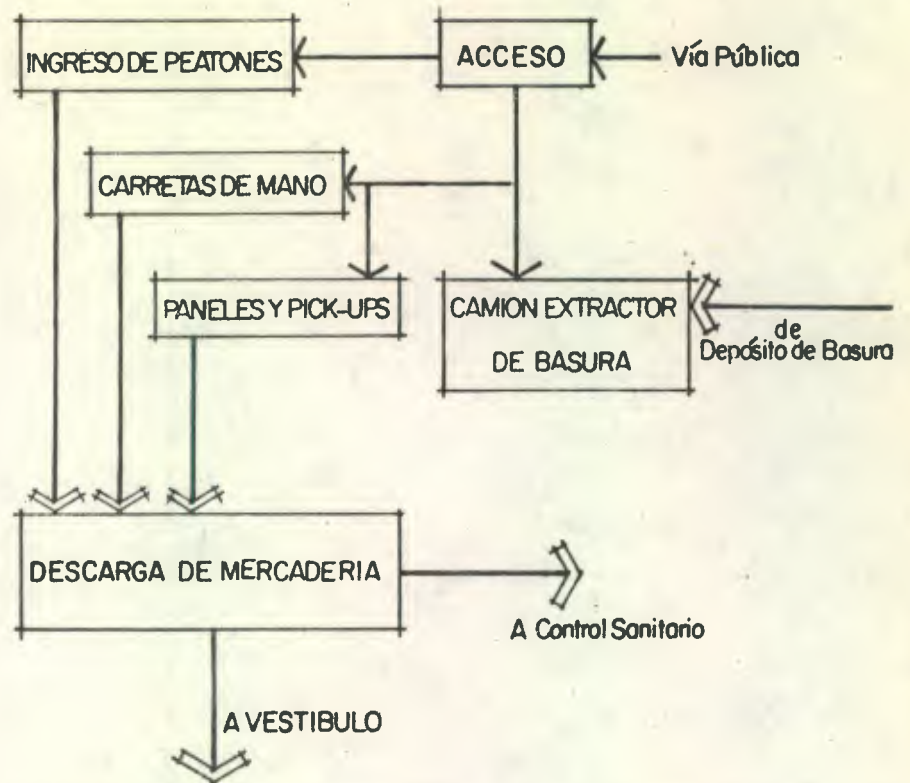 INGRESO DE PEATONES
ACCESO
Vía Pública
CARRETAS DE MANO
PANELES Y PICK-UPS
CAMION EXTRACTOR
DE BASURA
de
Depósito de Basura
DESCARGA DE MERCADERIA
A Control Sanitario
A VESTIBULO